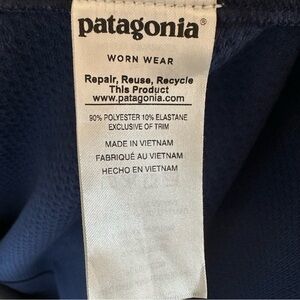 patagonia®
WORN WEAR
Repair, Reuse, Recycle
This Product
www.patagonia.com
90% POLYESTER 10% ELASTANE
EXCLUSIVE OF TRIM
MADE IN VIETNAM
FABRIQUÉ AU VIETNAM
HECHO EN VIETNAM